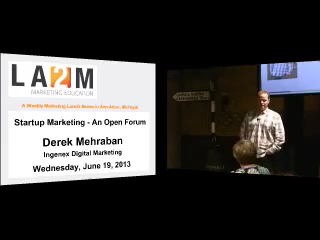 LA2M
MARKETING EDUCATION
A Weekly Marketing Lunch Series in Ann Arbor, Michigan
Startup Marketing - An Open Forum
Derek Mehraban
Ingenex Digital Marketing
Wednesday, June 19, 2013